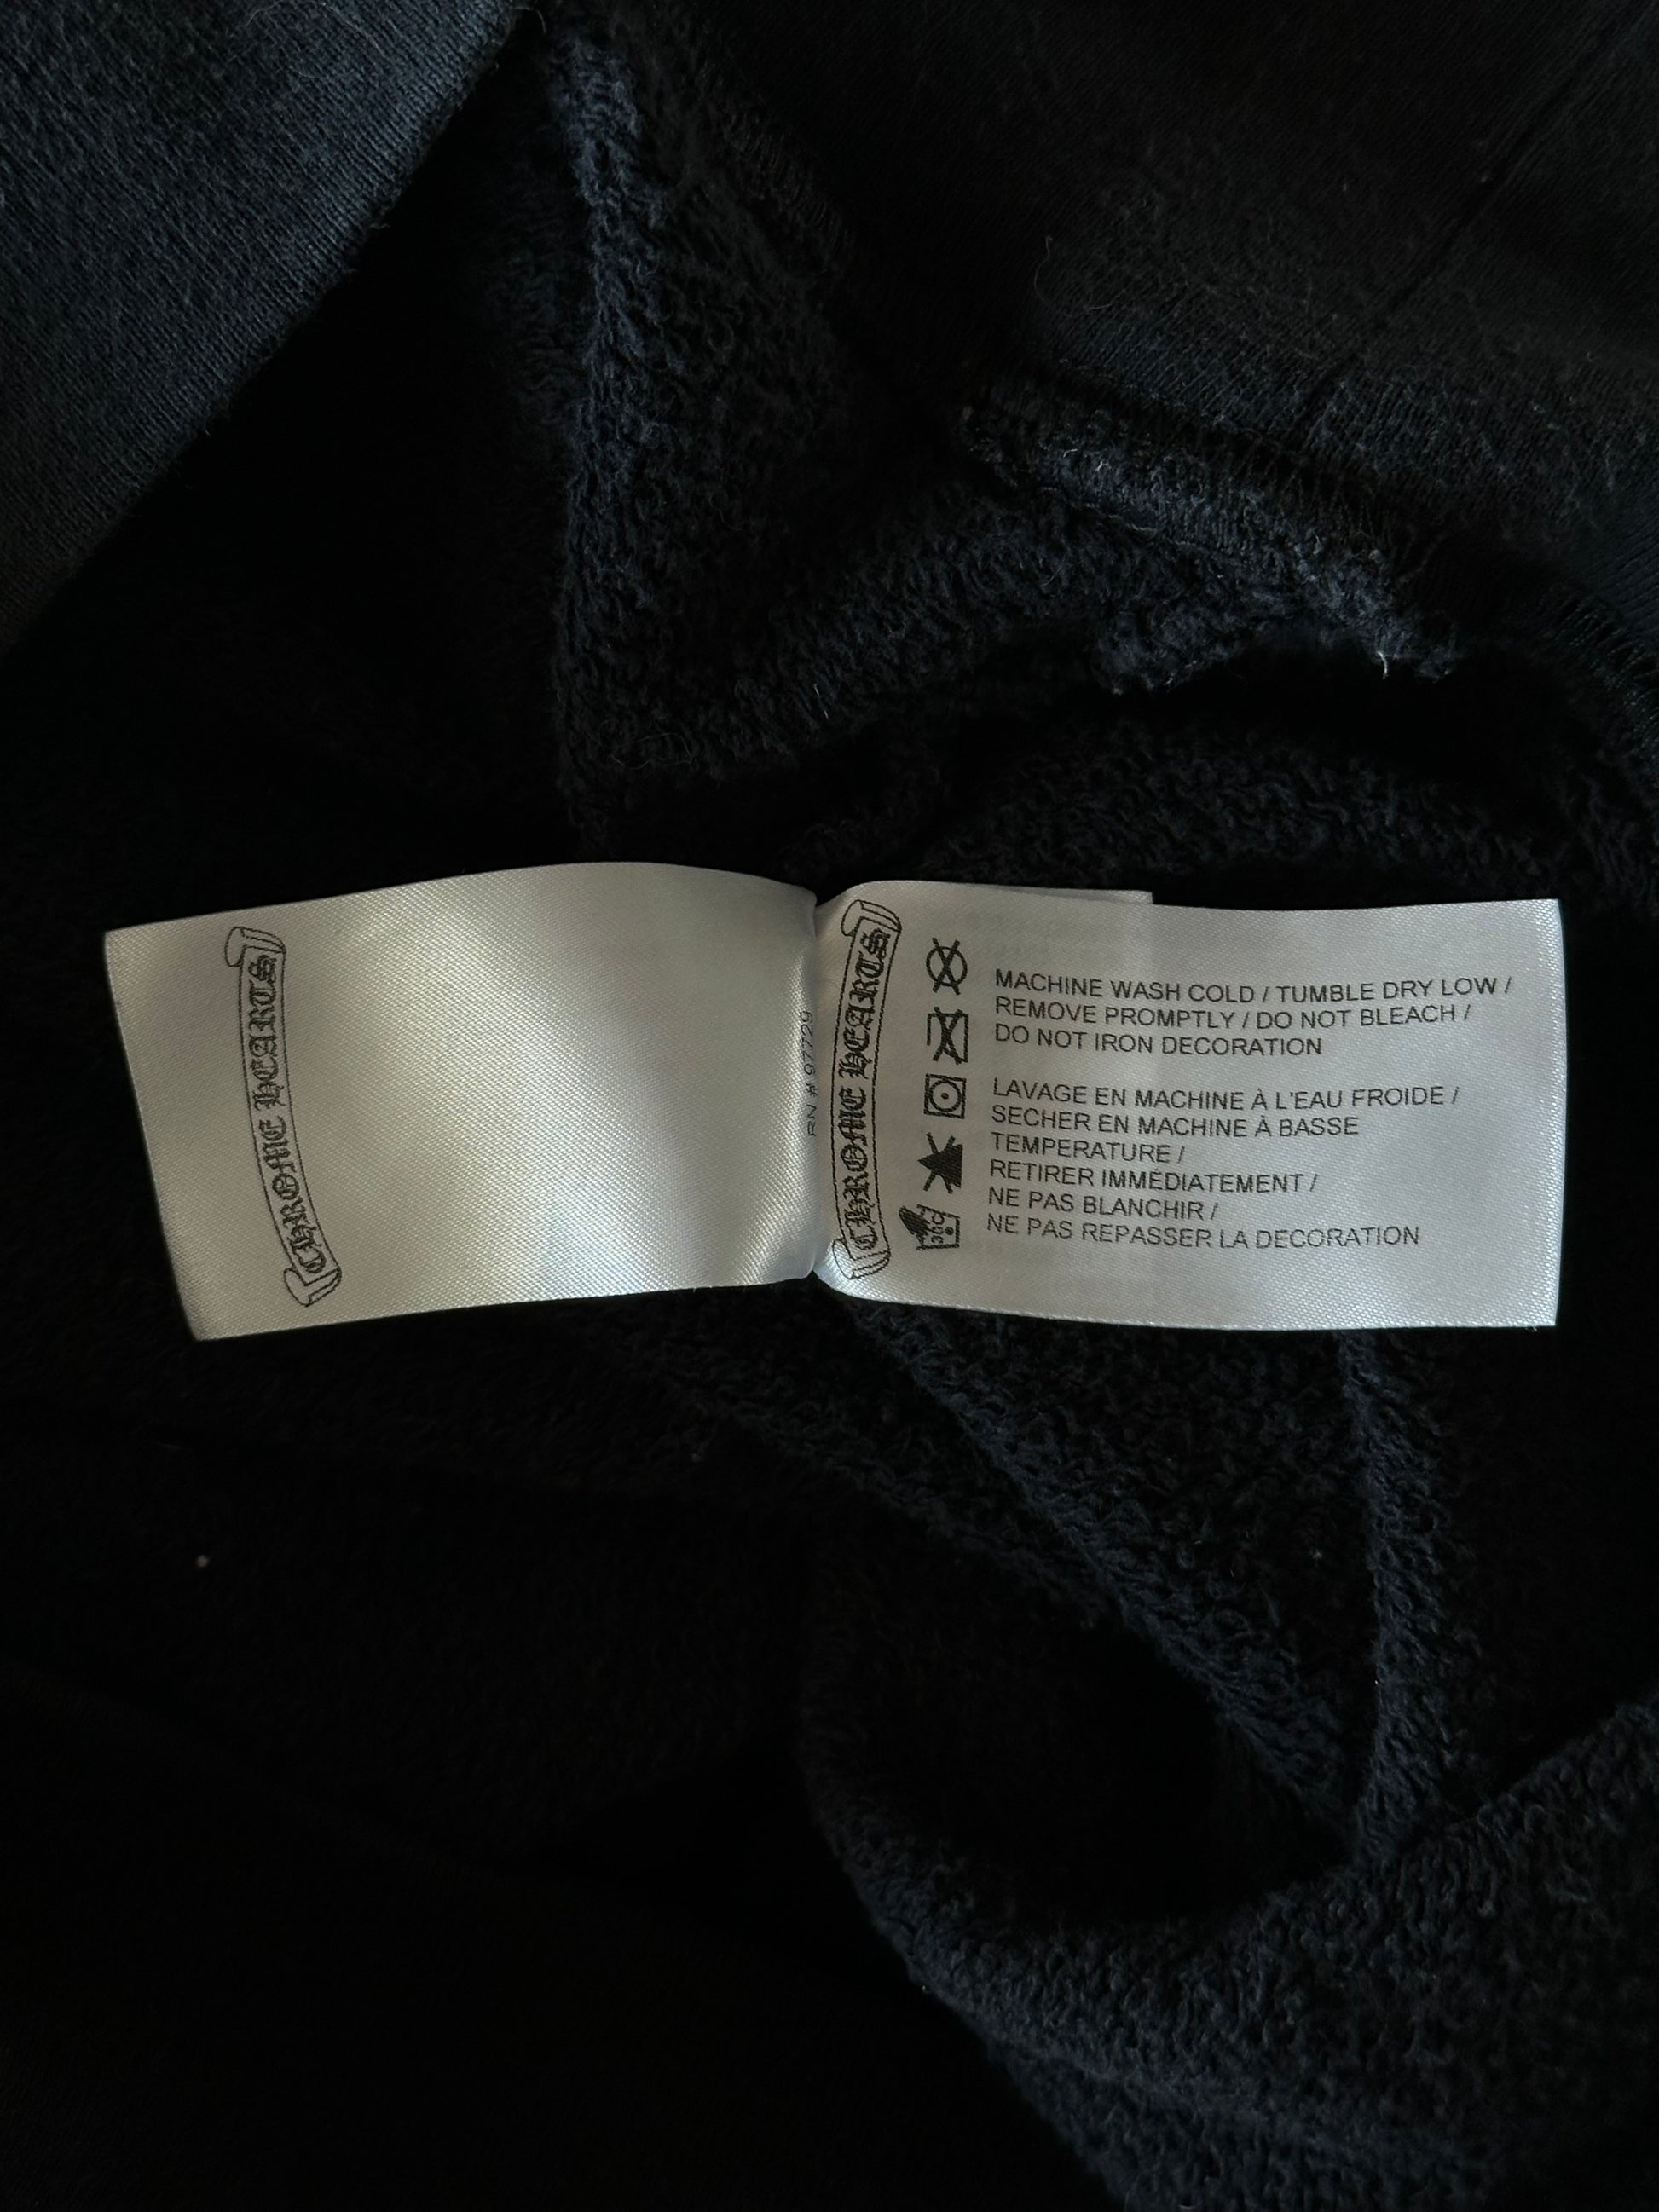 CHROME HEARTS
RN # 97729
CHROME HEARTS
MACHINE WASH COLD / TUMBLE DRY LOW /
REMOVE PROMPTLY / DO NOT BLEACH /
DO NOT IRON DECORATION
LAVAGE EN MACHINE À L'EAU FROIDE /
SECHER EN MACHINE À BASSE
TEMPERATURE /
RETIRER IMMÉDIATEMENT /
NE PAS BLANCHIR /
NE PAS REPASSER LA DECORATION
30C